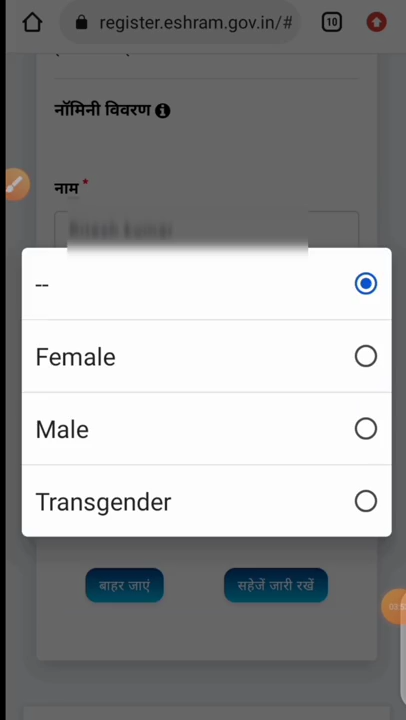 register.eshram.gov.in/#
10
नॉमिनी विवरण
नाम *
--
Female
Male
Transgender
बाहर जाएं
सहेजें जारी रखें